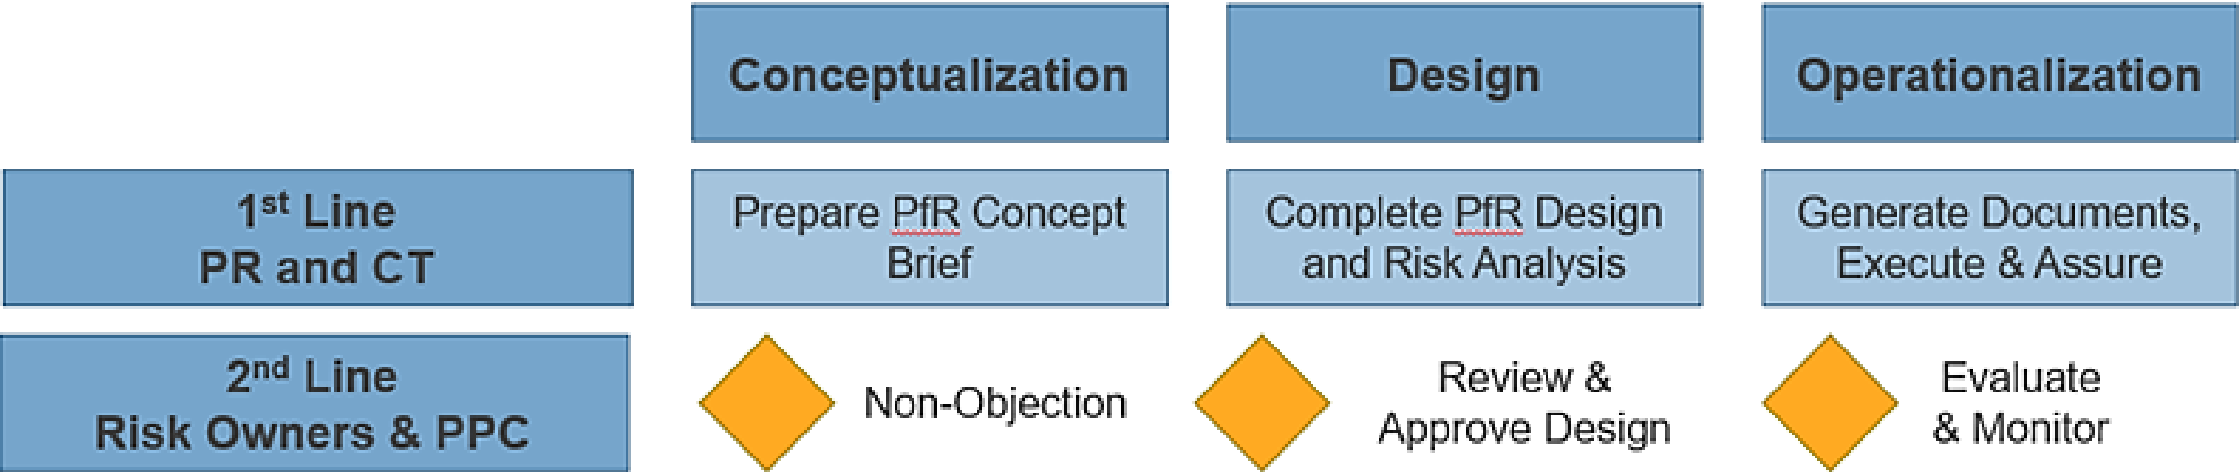 Conceptualization
Design
Operationalization
1st Line
PR and CT
Prepare PfR Concept
Brief
Complete PfR Design
and Risk Analysis
Generate Documents,
Execute & Assure
2nd Line
Risk Owners & PPC
Non-Objection
Review &
Approve Design
Evaluate
& Monitor